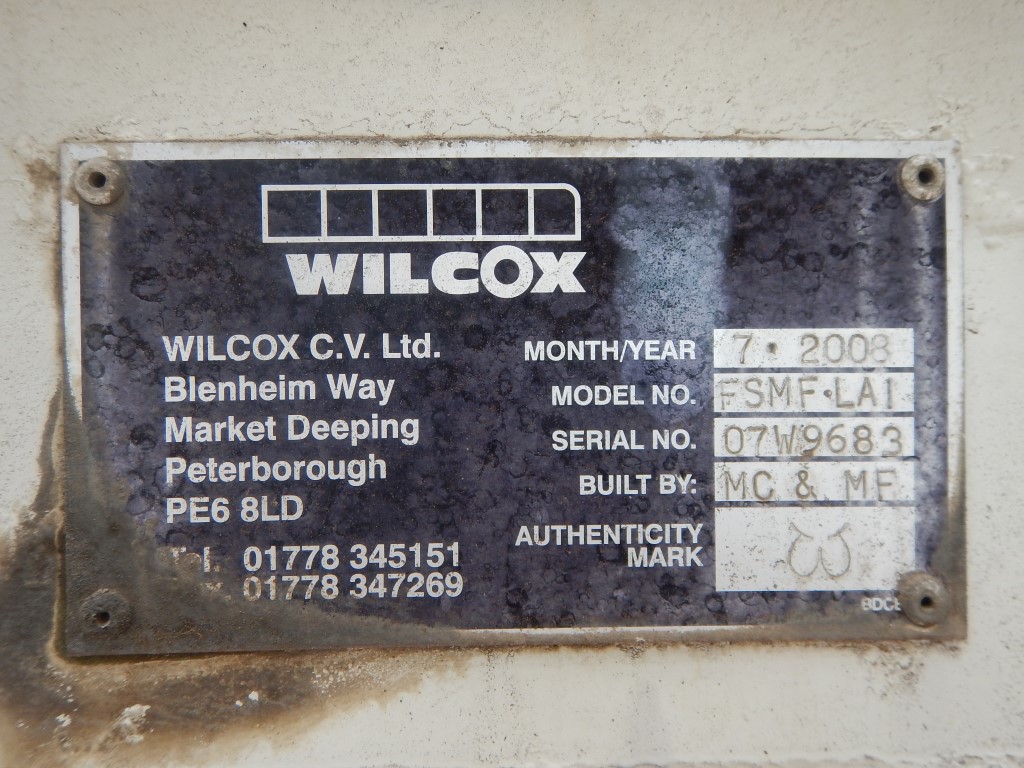 WILCOX
WILCOX C.V. Ltd.
Blenheim Way
Market Deeping
Peterborough
PE6 8LD
Tel. 01778 345151
01778 347269
MONTH/YEAR 7 · 2008
MODEL NO. FSMF·LA1
SERIAL NO. 07W9683
BUILT BY: MC & MF
AUTHENTICITY
MARK